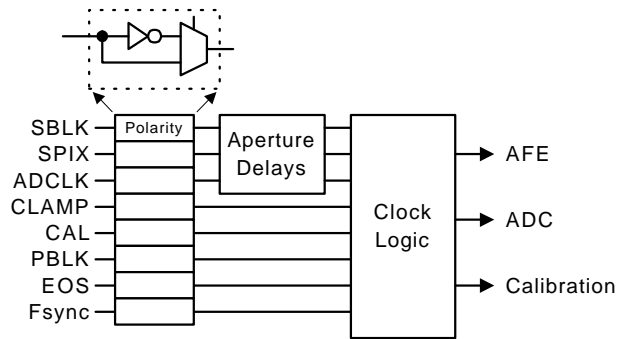 SBLK
SPIX
ADCLK
CLAMP
CAL
PBLK
EOS
Fsync
Polarity
Aperture
Delays
Clock
Logic
AFE
ADC
Calibration